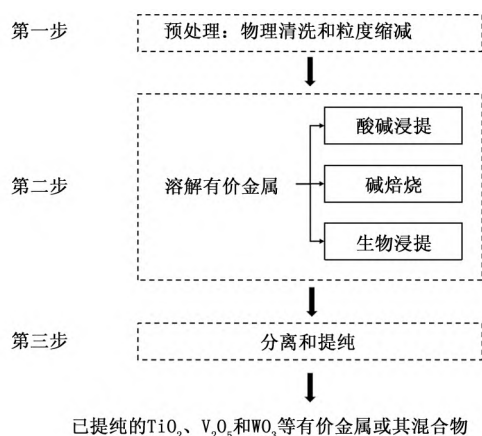 第一步
预处理：物理清洗和粒度缩减
第二步
溶解有价金属
酸碱浸提
碱焙烧
生物浸提
第三步
分离和提纯
已提纯的TiO₂、V₂O₅和WO₃等有价金属或其混合物